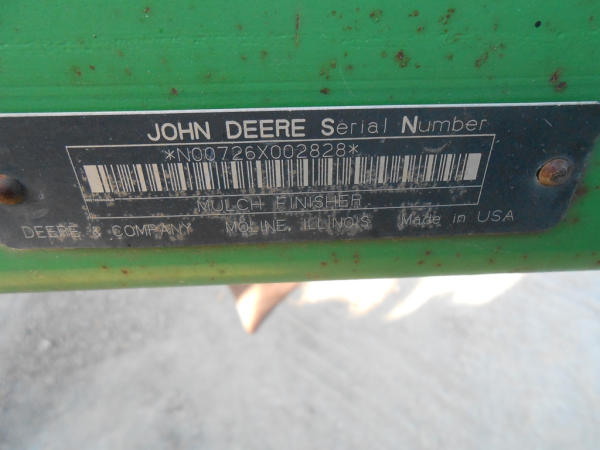 JOHN DEERE Serial Number
*N00726X002828*
MULCH FINISHER
DEERE & COMPANY MOLINE, ILLINOIS Made in USA